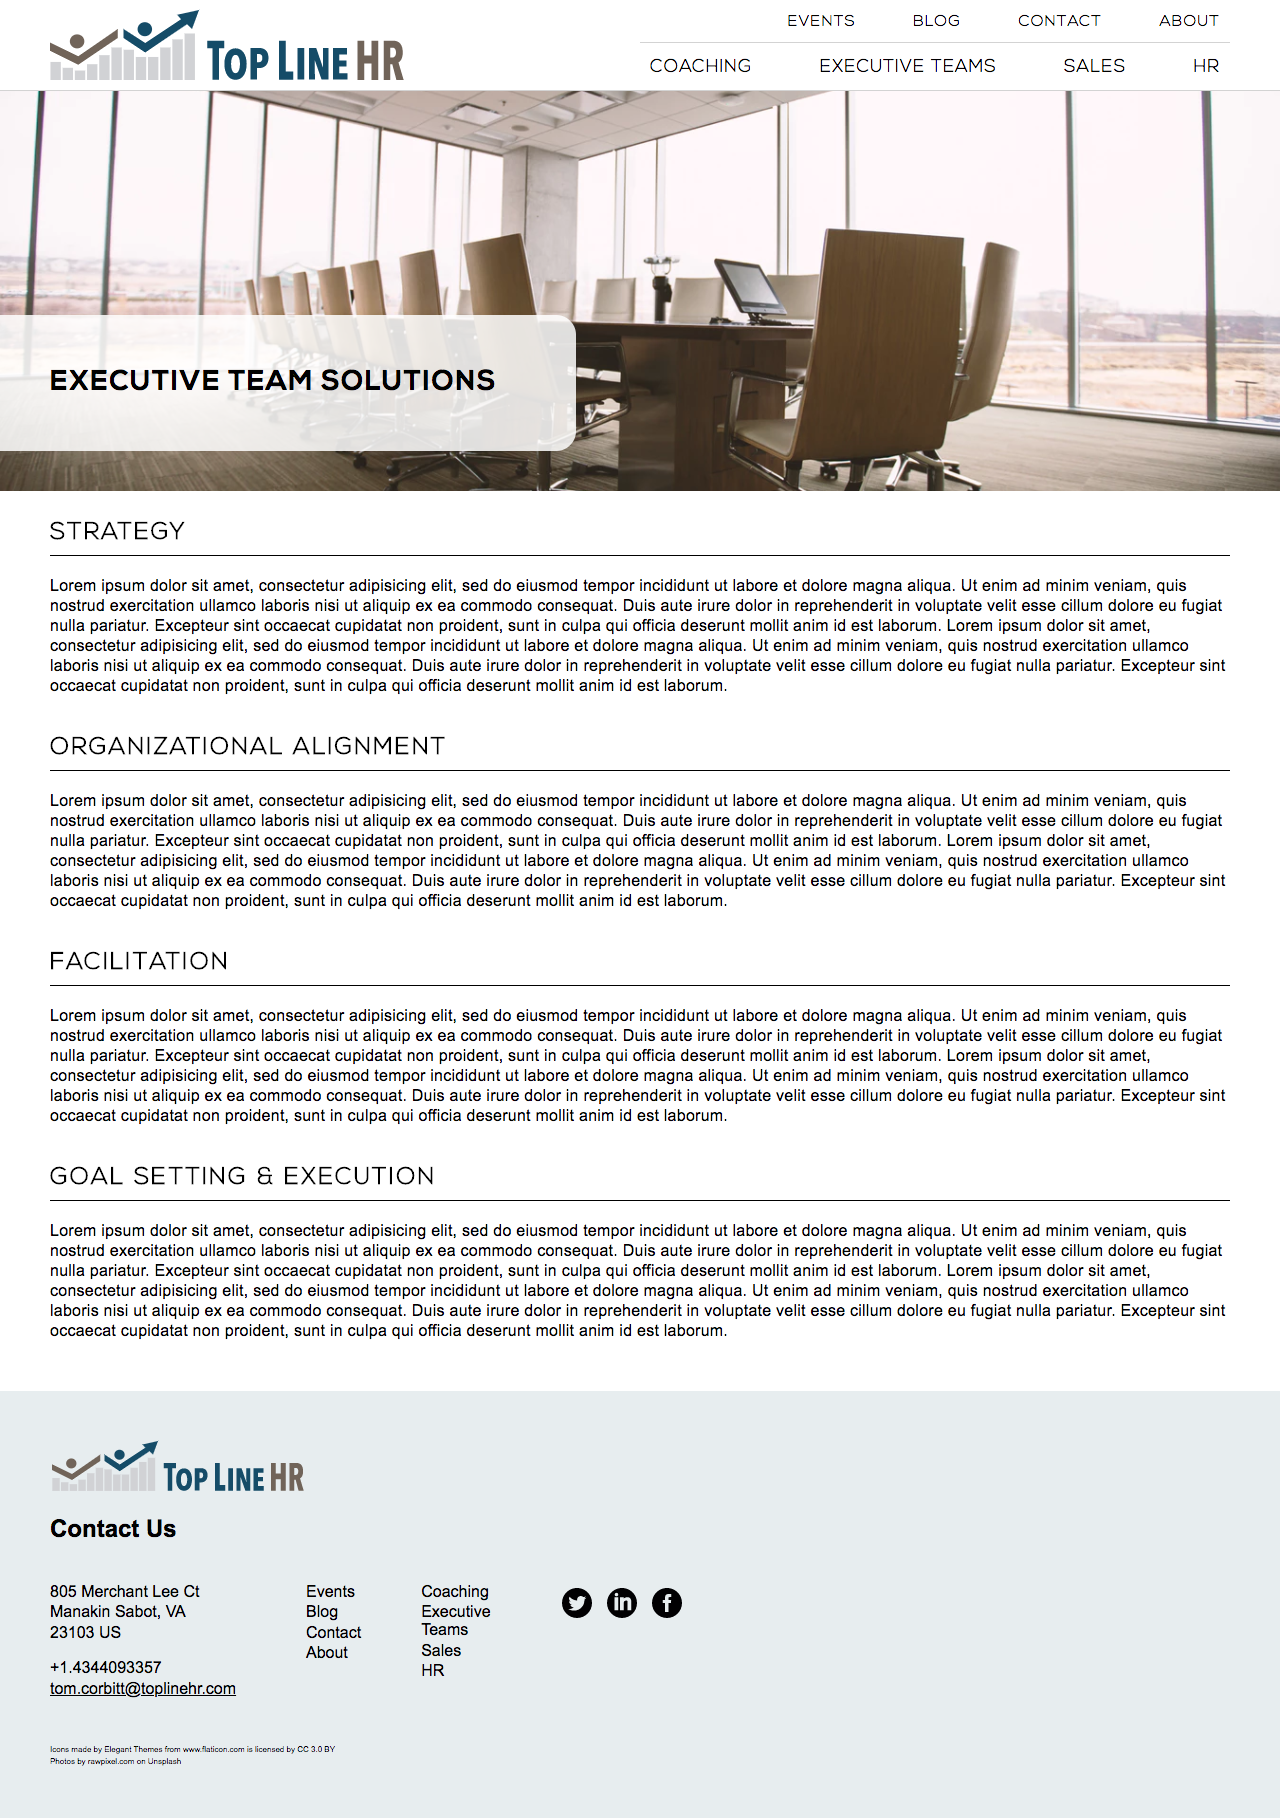 TOP LINE HR
EVENTS BLOG CONTACT ABOUT
COACHING EXECUTIVE TEAMS SALES HR
EXECUTIVE TEAM SOLUTIONS
STRATEGY
Lorem ipsum dolor sit amet, consectetur adipisicing elit, sed do eiusmod tempor incididunt ut labore et dolore magna aliqua. Ut enim ad minim veniam, quis
nostrud exercitation ullamco laboris nisi ut aliquip ex ea commodo consequat. Duis aute irure dolor in reprehenderit in voluptate velit esse cillum dolore eu fugiat
nulla pariatur. Excepteur sint occaecat cupidatat non proident, sunt in culpa qui officia deserunt mollit anim id est laborum. Lorem ipsum dolor sit amet,
consectetur adipisicing elit, sed do eiusmod tempor incididunt ut labore et dolore magna aliqua. Ut enim ad minim veniam, quis nostrud exercitation ullamco
laboris nisi ut aliquip ex ea commodo consequat. Duis aute irure dolor in reprehenderit in voluptate velit esse cillum dolore eu fugiat nulla pariatur. Excepteur sint
occaecat cupidatat non proident, sunt in culpa qui officia deserunt mollit anim id est laborum.
ORGANIZATIONAL ALIGNMENT
Lorem ipsum dolor sit amet, consectetur adipisicing elit, sed do eiusmod tempor incididunt ut labore et dolore magna aliqua. Ut enim ad minim veniam, quis
nostrud exercitation ullamco laboris nisi ut aliquip ex ea commodo consequat. Duis aute irure dolor in reprehenderit in voluptate velit esse cillum dolore eu fugiat
nulla pariatur. Excepteur sint occaecat cupidatat non proident, sunt in culpa qui officia deserunt mollit anim id est laborum. Lorem ipsum dolor sit amet,
consectetur adipisicing elit, sed do eiusmod tempor incididunt ut labore et dolore magna aliqua. Ut enim ad minim veniam, quis nostrud exercitation ullamco
laboris nisi ut aliquip ex ea commodo consequat. Duis aute irure dolor in reprehenderit in voluptate velit esse cillum dolore eu fugiat nulla pariatur. Excepteur sint
occaecat cupidatat non proident, sunt in culpa qui officia deserunt mollit anim id est laborum.
FACILITATION
Lorem ipsum dolor sit amet, consectetur adipisicing elit, sed do eiusmod tempor incididunt ut labore et dolore magna aliqua. Ut enim ad minim veniam, quis
nostrud exercitation ullamco laboris nisi ut aliquip ex ea commodo consequat. Duis aute irure dolor in reprehenderit in voluptate velit esse cillum dolore eu fugiat
nulla pariatur. Excepteur sint occaecat cupidatat non proident, sunt in culpa qui officia deserunt mollit anim id est laborum. Lorem ipsum dolor sit amet,
consectetur adipisicing elit, sed do eiusmod tempor incididunt ut labore et dolore magna aliqua. Ut enim ad minim veniam, quis nostrud exercitation ullamco
laboris nisi ut aliquip ex ea commodo consequat. Duis aute irure dolor in reprehenderit in voluptate velit esse cillum dolore eu fugiat nulla pariatur. Excepteur sint
occaecat cupidatat non proident, sunt in culpa qui officia deserunt mollit anim id est laborum.
GOAL SETTING & EXECUTION
Lorem ipsum dolor sit amet, consectetur adipisicing elit, sed do eiusmod tempor incididunt ut labore et dolore magna aliqua. Ut enim ad minim veniam, quis
nostrud exercitation ullamco laboris nisi ut aliquip ex ea commodo consequat. Duis aute irure dolor in reprehenderit in voluptate velit esse cillum dolore eu fugiat
nulla pariatur. Excepteur sint occaecat cupidatat non proident, sunt in culpa qui officia deserunt mollit anim id est laborum. Lorem ipsum dolor sit amet,
consectetur adipisicing elit, sed do eiusmod tempor incididunt ut labore et dolore magna aliqua. Ut enim ad minim veniam, quis nostrud exercitation ullamco
laboris nisi ut aliquip ex ea commodo consequat. Duis aute irure dolor in reprehenderit in voluptate velit esse cillum dolore eu fugiat nulla pariatur. Excepteur sint
occaecat cupidatat non proident, sunt in culpa qui officia deserunt mollit anim id est laborum.
TOP LINE HR
Contact Us
805 Merchant Lee Ct
Manakin Sabot, VA
23103 US
+1.4344093357
tom.corbitt@toplinehr.com
Events
Blog
Contact
About
Coaching
Executive
Teams
Sales
HR
in
f
Icons made by Elegant Themes from www.flaticon.com is licensed by CC 3.0 BY
Photos by rawpixel.com on Unsplash